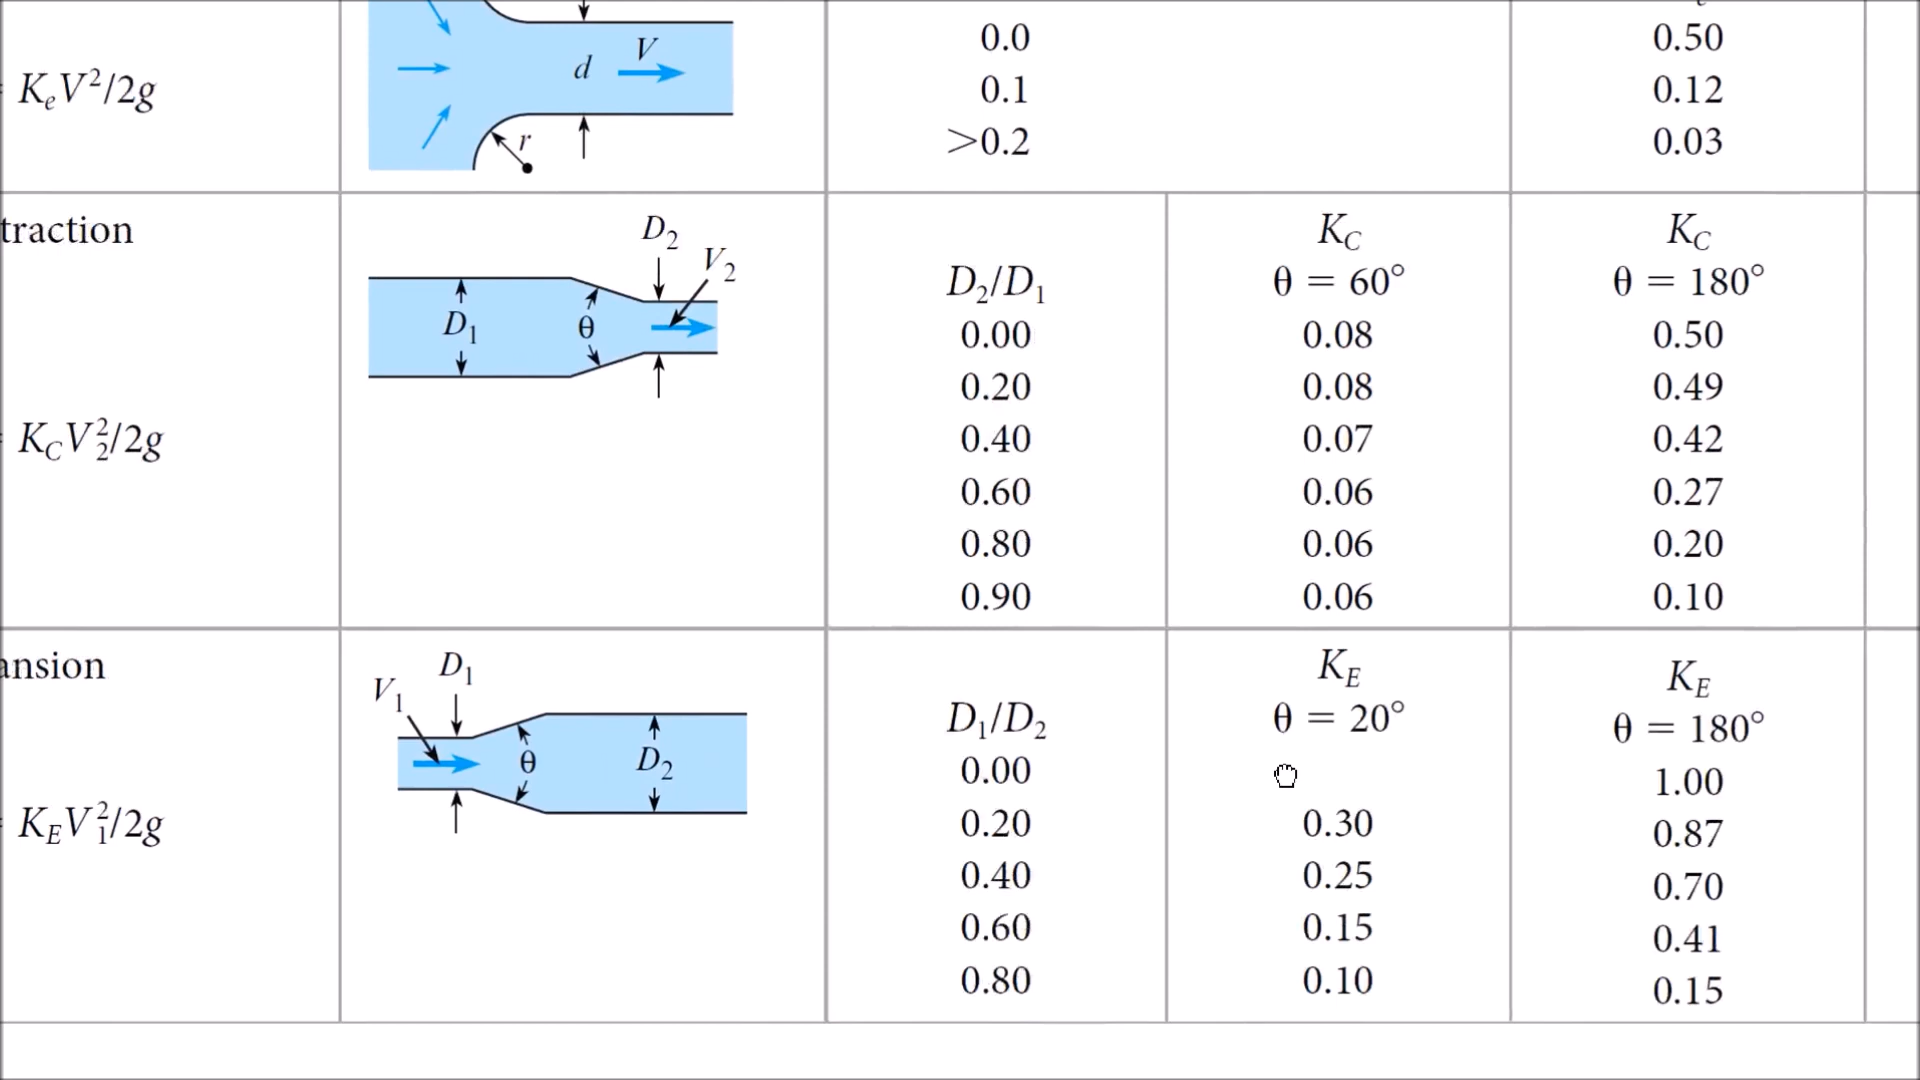 0.0 0.50
V
d
K_eV²/2g 0.1 0.12
r >0.2 0.03
traction D₂ K_C K_C
V₂ D₂/D₁ θ = 60° θ = 180°
D₁ θ 0.00 0.08 0.50
0.20 0.08 0.49
K_CV₂²/2g 0.40 0.07 0.42
0.60 0.06 0.27
0.80 0.06 0.20
0.90 0.06 0.10
ansion D₁ K_E K_E
V₁ D₁/D₂ θ = 20° θ = 180°
θ D₂ 0.00 1.00
K_EV₁²/2g 0.20 0.30 0.87
0.40 0.25 0.70
0.60 0.15 0.41
0.80 0.10 0.15